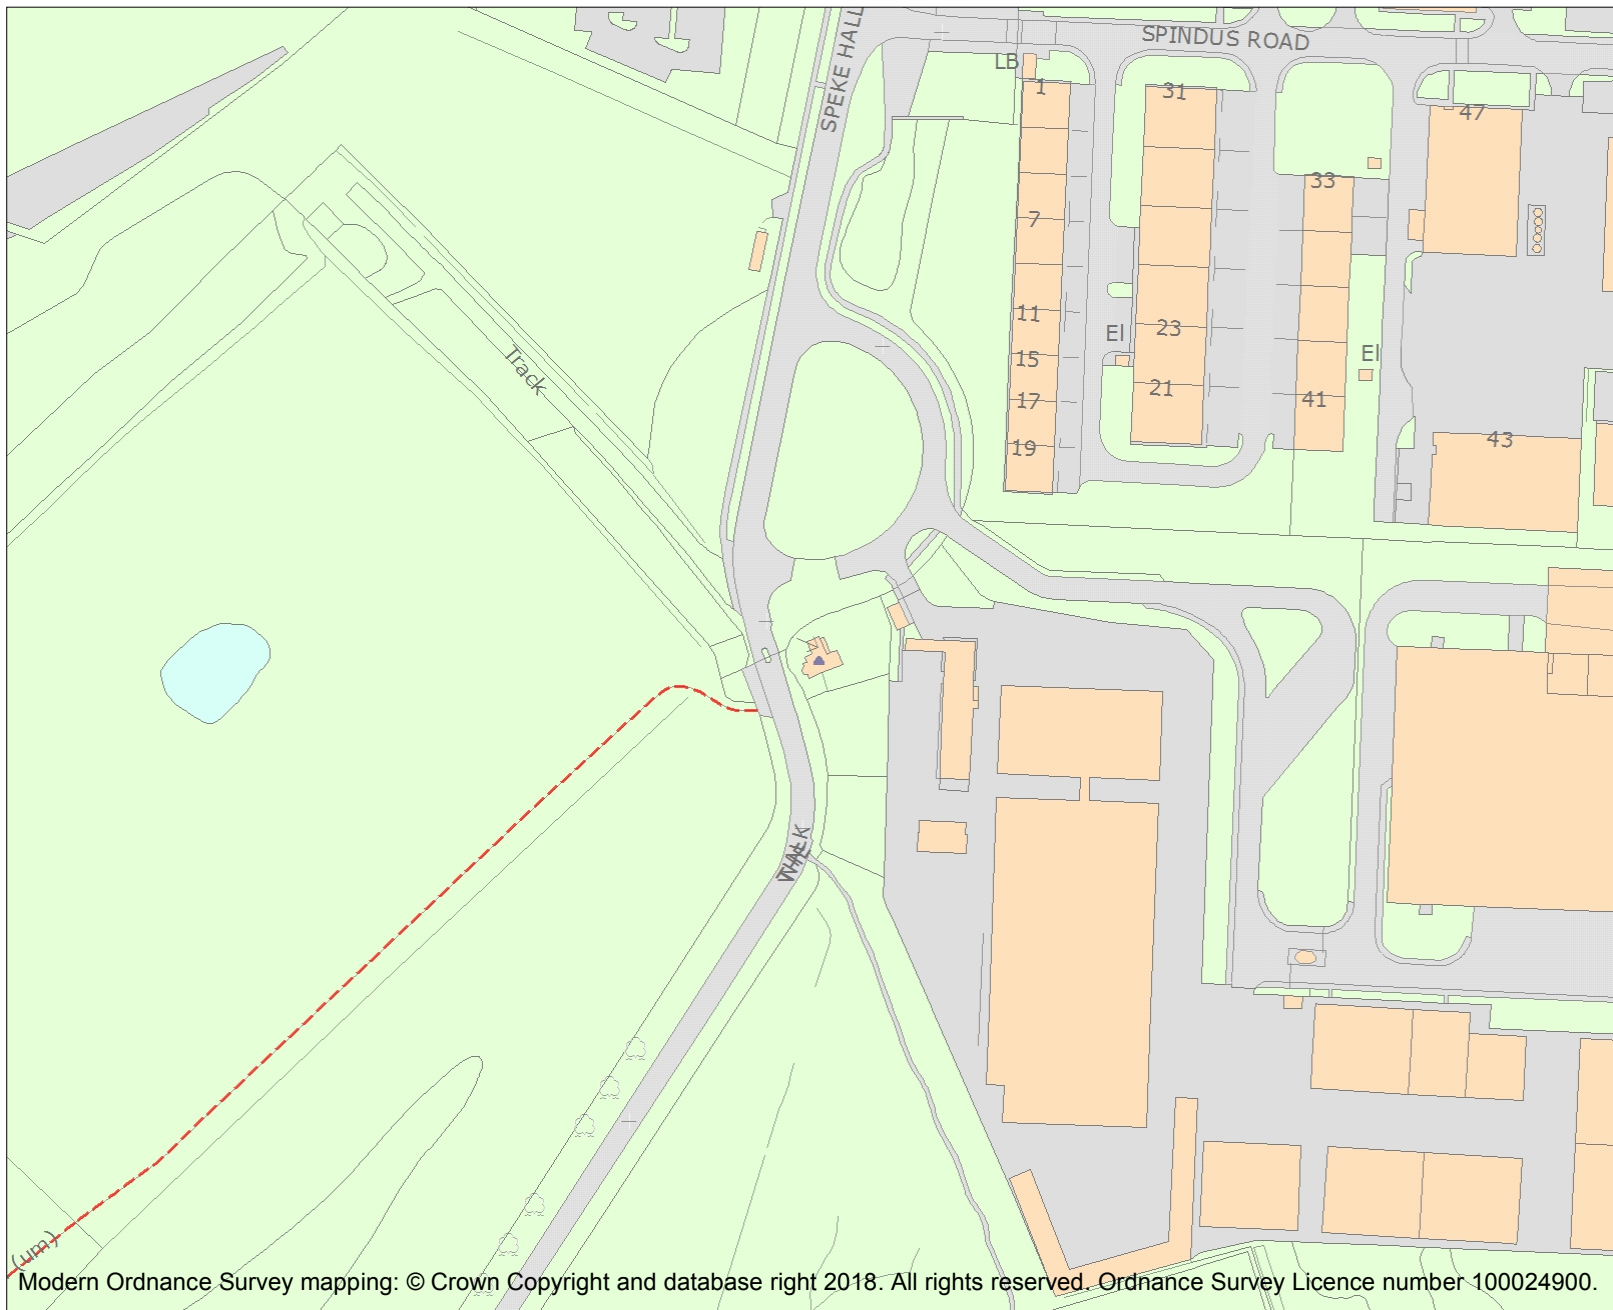 SPEKE HALL
SPINDUS ROAD
LB
1
31
47
33
7
11
El
23
El
15
21
17
41
19
43
Track
THE
WALK
(um)
Modern Ordnance Survey mapping: © Crown Copyright and database right 2018. All rights reserved. Ordnance Survey Licence number 100024900.